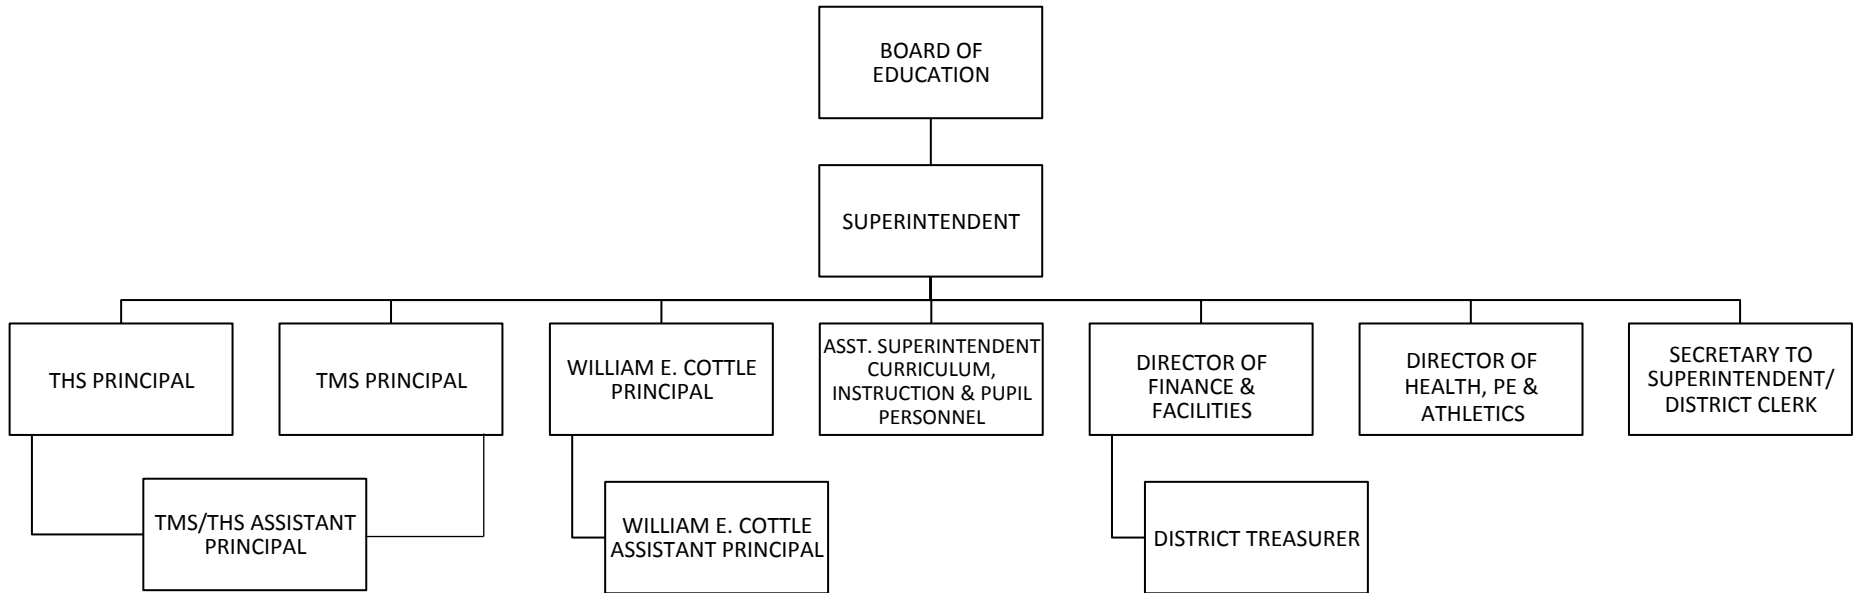 BOARD OF
EDUCATION
SUPERINTENDENT
THS PRINCIPAL
TMS PRINCIPAL
WILLIAM E. COTTLE
PRINCIPAL
ASST. SUPERINTENDENT
CURRICULUM,
INSTRUCTION & PUPIL
PERSONNEL
DIRECTOR OF
FINANCE &
FACILITIES
DIRECTOR OF
HEALTH, PE &
ATHLETICS
SECRETARY TO
SUPERINTENDENT/
DISTRICT CLERK
TMS/THS ASSISTANT
PRINCIPAL
WILLIAM E. COTTLE
ASSISTANT PRINCIPAL
DISTRICT TREASURER